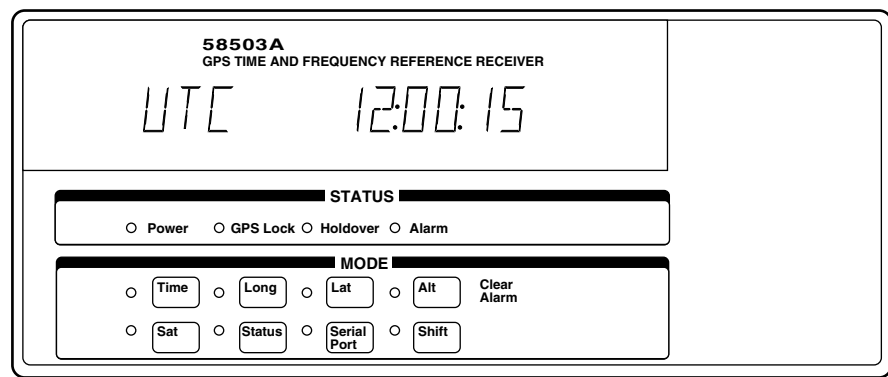 58503A
GPS TIME AND FREQUENCY REFERENCE RECEIVER
UTC 12:00:15
STATUS
Power GPS Lock Holdover Alarm
MODE
Time Long Lat Alt Clear
Alarm
Sat Status Serial
Port Shift